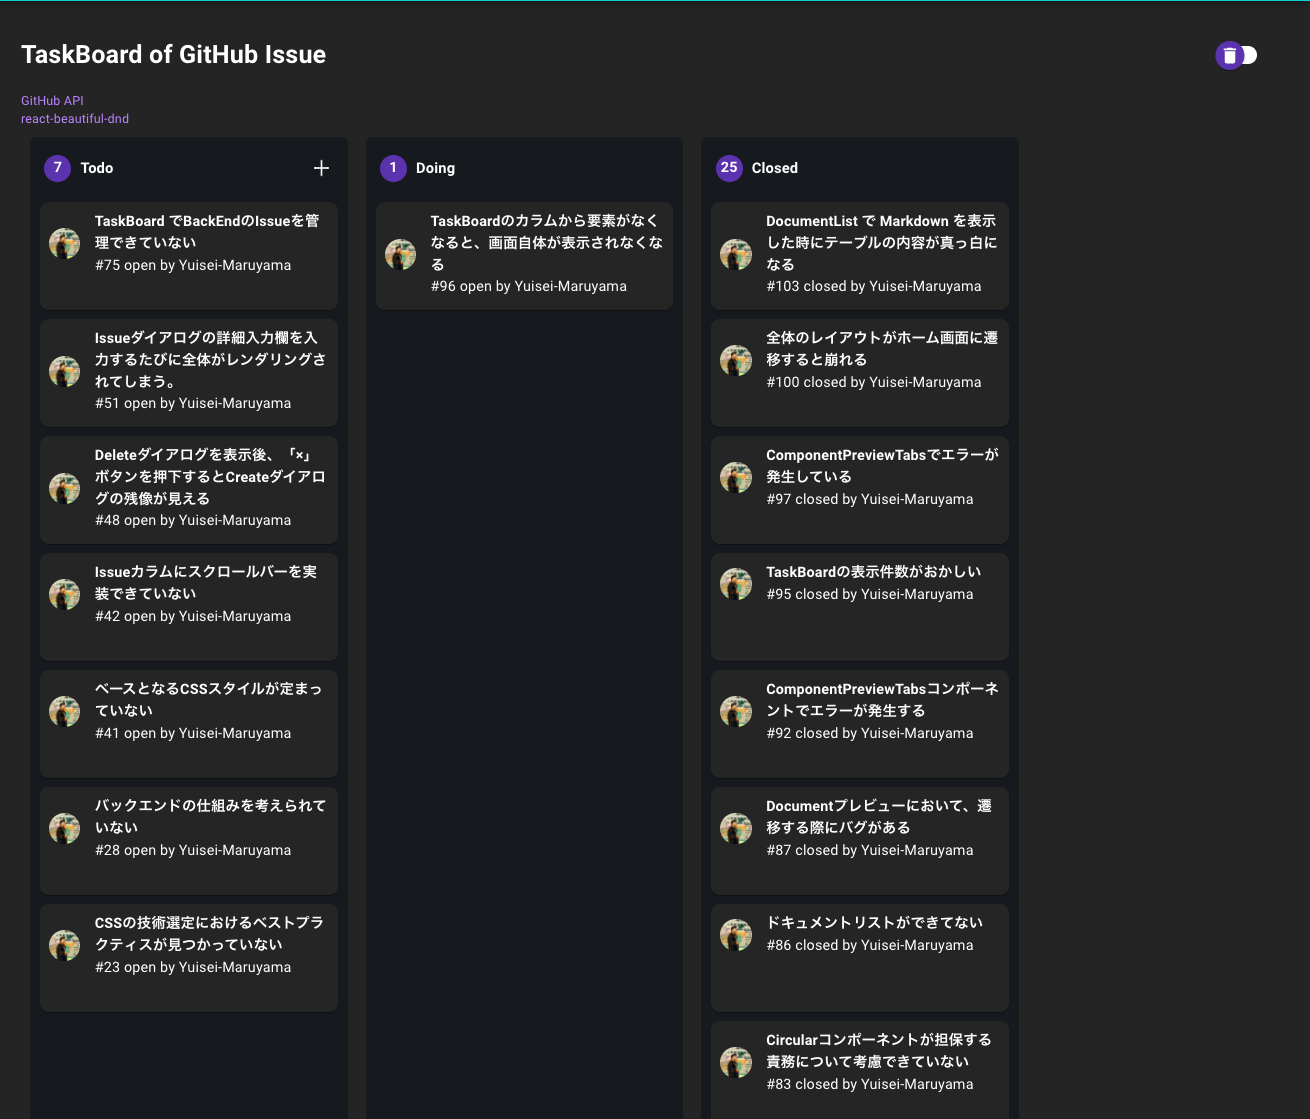 TaskBoard of GitHub Issue
GitHub API
react-beautiful-dnd
7 Todo
TaskBoard でBackEndのIssueを管
理できていない
#75 open by Yuisei-Maruyama
Issueダイアログの詳細入力欄を入
力するたびに全体がレンダリングさ
れてしまう。
#51 open by Yuisei-Maruyama
Deleteダイアログを表示後、「×」
ボタンを押下するとCreateダイアロ
グの残像が見える
#48 open by Yuisei-Maruyama
Issueカラムにスクロールバーを実
装できていない
#42 open by Yuisei-Maruyama
ベースとなるCSSスタイルが定まっ
ていない
#41 open by Yuisei-Maruyama
バックエンドの仕組みを考えられて
いない
#28 open by Yuisei-Maruyama
CSSの技術選定におけるベストプラ
クティスが見つかっていない
#23 open by Yuisei-Maruyama
1 Doing
TaskBoardのカラムから要素がなく
なると、画面自体が表示されなくな
る
#96 open by Yuisei-Maruyama
25 Closed
DocumentList で Markdown を表示
した時にテーブルの内容が真っ白に
なる
#103 closed by Yuisei-Maruyama
全体のレイアウトがホーム画面に遷
移すると崩れる
#100 closed by Yuisei-Maruyama
ComponentPreviewTabsでエラーが
発生している
#97 closed by Yuisei-Maruyama
TaskBoardの表示件数がおかしい
#95 closed by Yuisei-Maruyama
ComponentPreviewTabsコンポーネ
ントでエラーが発生する
#92 closed by Yuisei-Maruyama
Documentプレビューにおいて、遷
移する際にバグがある
#87 closed by Yuisei-Maruyama
ドキュメントリストができてない
#86 closed by Yuisei-Maruyama
Circularコンポーネントが担保する
責務について考慮できていない
#83 closed by Yuisei-Maruyama